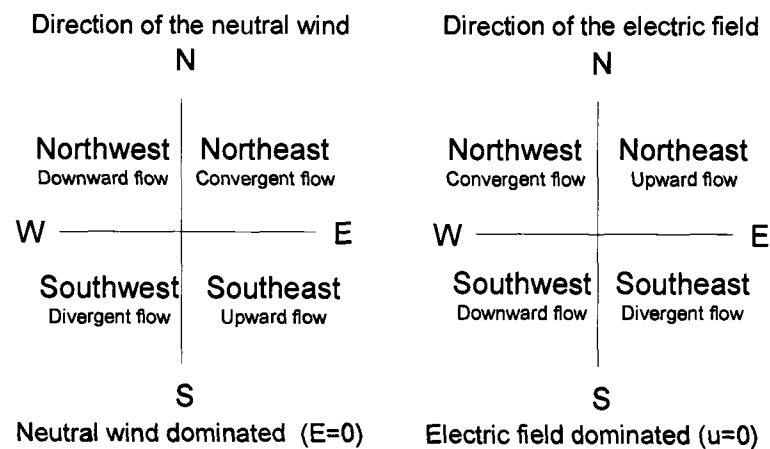 Direction of the neutral wind
N
Northwest
Downward flow
Northeast
Convergent flow
W
E
Southwest
Divergent flow
Southeast
Upward flow
S
Neutral wind dominated (E=0)
Direction of the electric field
N
Northwest
Convergent flow
Northeast
Upward flow
W
E
Southwest
Downward flow
Southeast
Divergent flow
S
Electric field dominated (u=0)